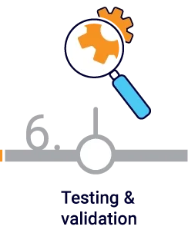 6.
Testing &
validation